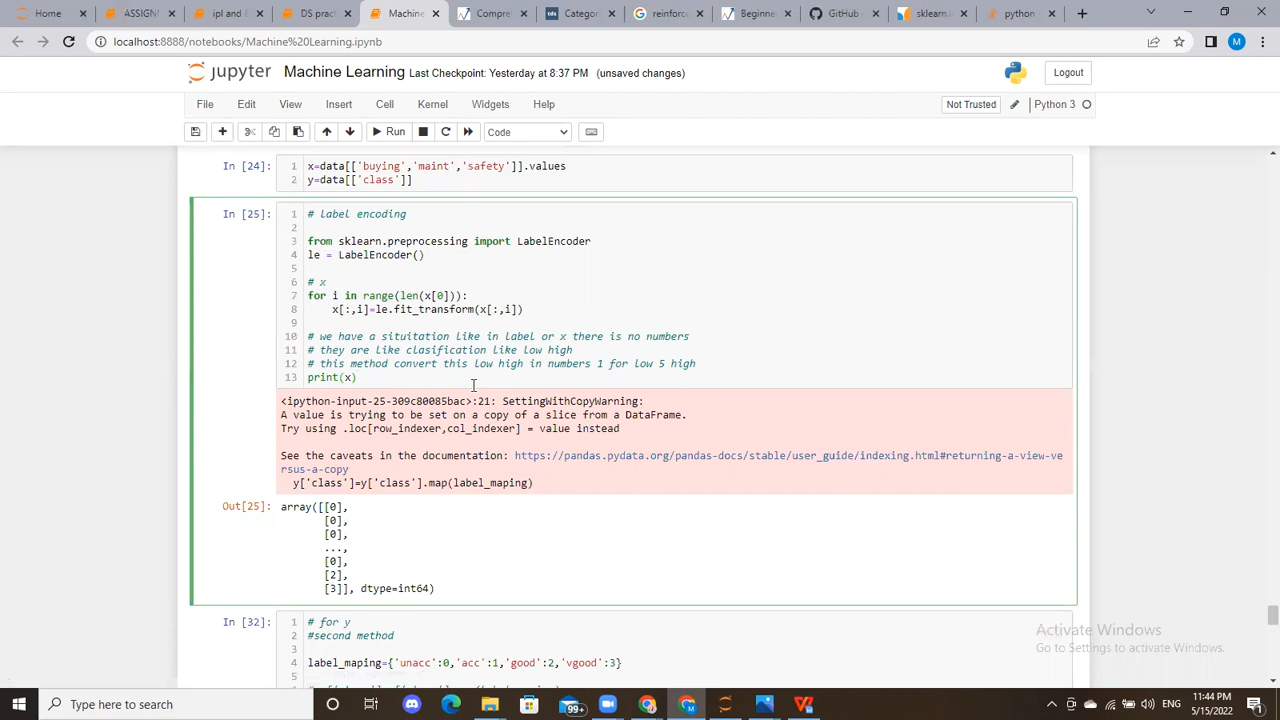 Home
ASSIGN
ipl and E
DS pract
Machine
Compre
Categor
reinforce
Beginner
GitHub
sklearn.i
python
localhost:8888/notebooks/Machine%20Learning.ipynb
M
jupyter Machine Learning Last Checkpoint: Yesterday at 8:37 PM (unsaved changes)
Logout
File Edit View Insert Cell Kernel Widgets Help
Not Trusted
Python 3
Run
Code
In [24]:
1 x=data[['buying','maint','safety']].values
2 y=data[['class']]
In [25]:
1 # label encoding
2
3 from sklearn.preprocessing import LabelEncoder
4 le = LabelEncoder()
5
6 # x
7 for i in range(len(x[0])):
8 x[:,i]=le.fit_transform(x[:,i])
9
10 # we have a situitation like in label or x there is no numbers
11 # they are like clasification like low high
12 # this method convert this low high in numbers 1 for low 5 high
13 print(x)
<ipython-input-25-309c80085bac>:21: SettingWithCopyWarning:
A value is trying to be set on a copy of a slice from a DataFrame.
Try using .loc[row_indexer,col_indexer] = value instead
See the caveats in the documentation: https://pandas.pydata.org/pandas-docs/stable/user_guide/indexing.html#returning-a-view-ve
rsus-a-copy
y['class']=y['class'].map(label_maping)
Out[25]:
array([[0],
[0],
[0],
...,
[0],
[2],
[3]], dtype=int64)
In [32]:
1 # for y
2 #second method
3
4 label_maping={'unacc':0,'acc':1,'good':2,'vgood':3}
Activate Windows
Go to Settings to activate Windows.
Type here to search
99+
M
ENG
11:44 PM
5/15/2022
1